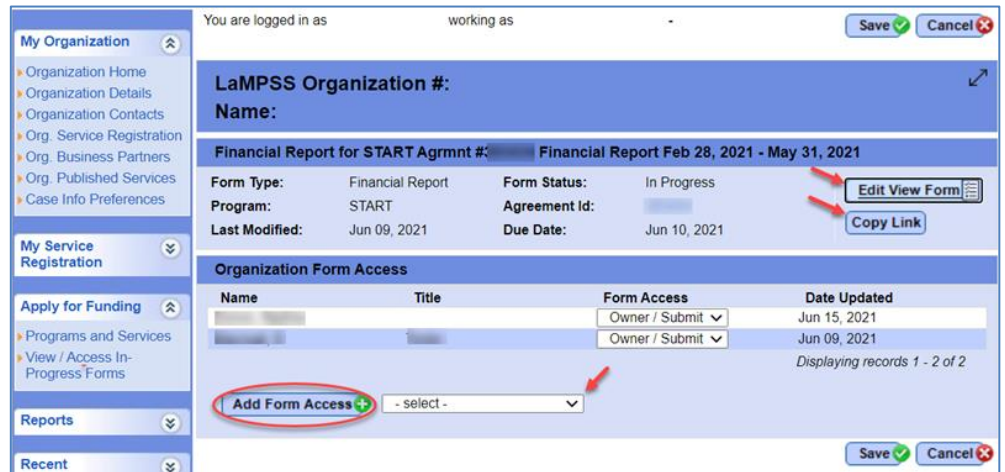 You are logged in as working as -
Save Cancel
My Organization
Organization Home
Organization Details
Organization Contacts
Org. Service Registration
Org. Business Partners
Org. Published Services
Case Info Preferences
My Service
Registration
Apply for Funding
Programs and Services
View / Access In-
Progress Forms
Reports
Recent
LaMPSS Organization #:
Name:
Financial Report for START Agrmnt #3 Financial Report Feb 28, 2021 - May 31, 2021
Form Type: Financial Report Form Status: In Progress
Edit View Form
Program: START Agreement Id:
Copy Link
Last Modified: Jun 09, 2021 Due Date: Jun 10, 2021
Organization Form Access
Name Title Form Access Date Updated
Owner / Submit Jun 15, 2021
Owner / Submit Jun 09, 2021
Displaying records 1 - 2 of 2
Add Form Access - select -
Save Cancel